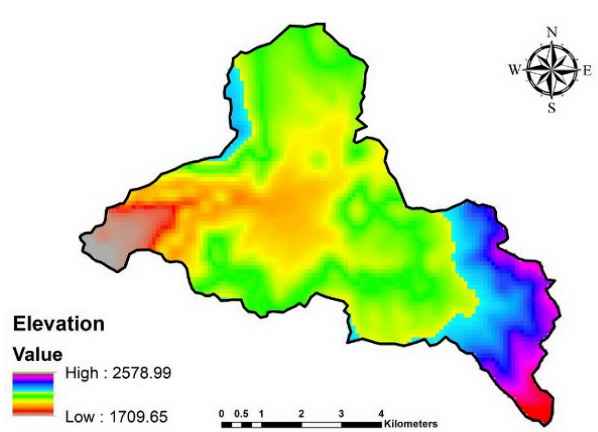 N
W E
S
Elevation
Value
High : 2578.99
Low : 1709.65
0 0.5 1 2 3 4
Kilometers